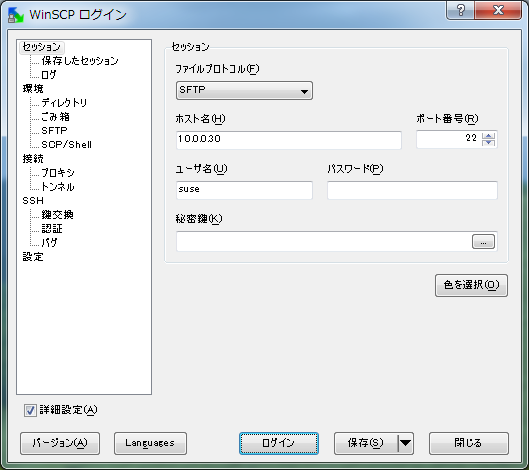 WinSCP ログイン
セッション
保存したセッション
ログ
環境
ディレクトリ
ごみ箱
SFTP
SCP/Shell
接続
プロキシ
トンネル
SSH
鍵交換
認証
バグ
設定
セッション
ファイルプロトコル(F)
SFTP
ホスト名(H)
ポート番号(R)
10.0.0.30
22
ユーザ名(U)
パスワード(P)
suse
秘密鍵(K)
...
色を選択(O)
詳細設定(A)
バージョン(A)
Languages
ログイン
保存(S)
閉じる